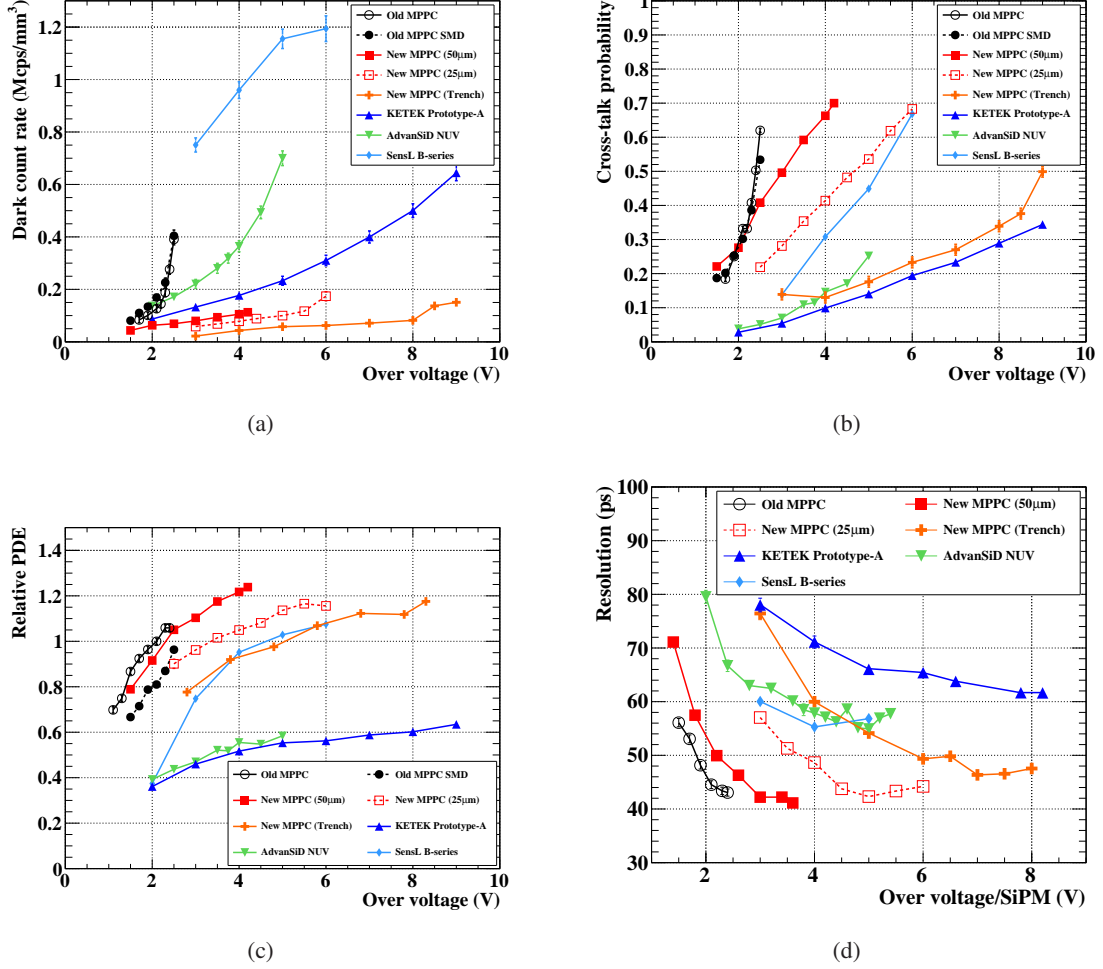 Dark count rate (Mcps/mm³)
1.2
1
0.8
0.6
0.4
0.2
0
0 2 4 6 8 10
Over voltage (V)
Old MPPC
Old MPPC SMD
New MPPC (50μm)
New MPPC (25μm)
New MPPC (Trench)
KETEK Prototype-A
AdvanSiD NUV
SensL B-series
(a)
Cross-talk probability
1
0.9
0.8
0.7
0.6
0.5
0.4
0.3
0.2
0.1
0
0 2 4 6 8 10
Over voltage (V)
Old MPPC
Old MPPC SMD
New MPPC (50μm)
New MPPC (25μm)
New MPPC (Trench)
KETEK Prototype-A
AdvanSiD NUV
SensL B-series
(b)
Relative PDE
1.4
1.2
1
0.8
0.6
0.4
0.2
0
0 2 4 6 8 10
Over voltage (V)
Old MPPC Old MPPC SMD
New MPPC (50μm) New MPPC (25μm)
New MPPC (Trench) KETEK Prototype-A
AdvanSiD NUV SensL B-series
(c)
Resolution (ps)
100
90
80
70
60
50
40
30
2 4 6 8
Over voltage/SiPM (V)
Old MPPC New MPPC (50μm)
New MPPC (25μm) New MPPC (Trench)
KETEK Prototype-A AdvanSiD NUV
SensL B-series
(d)